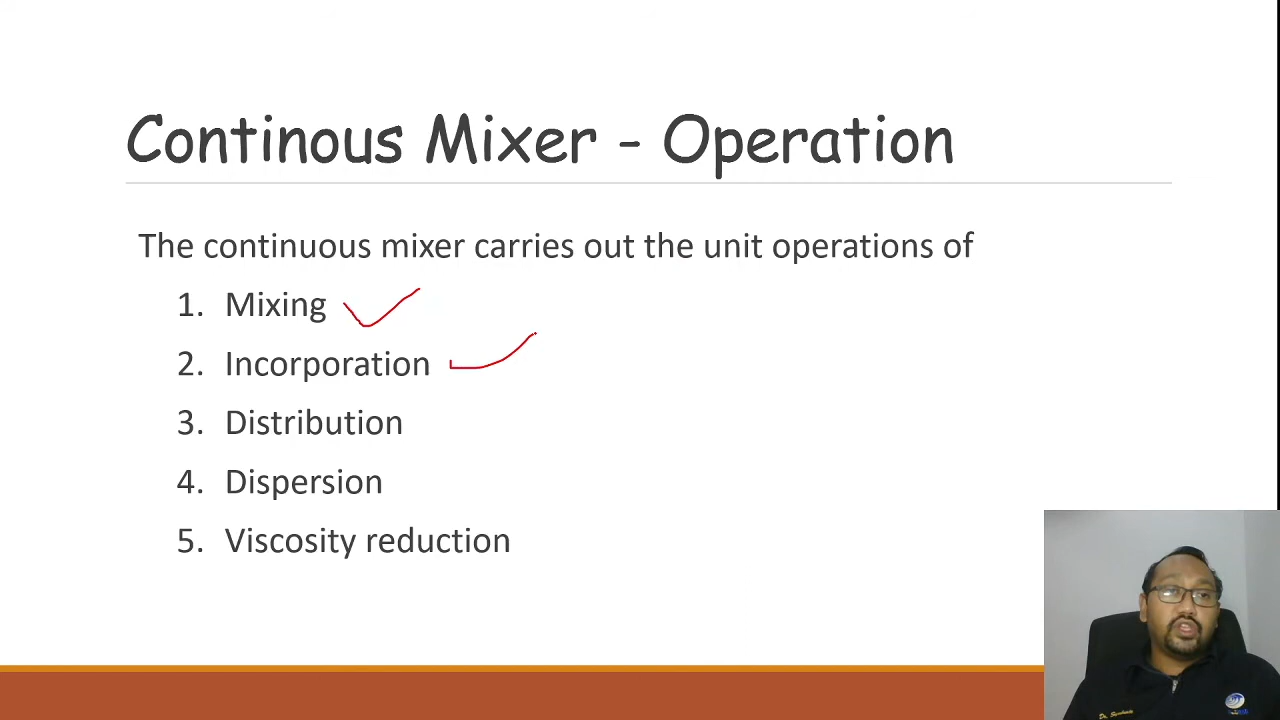 Continous Mixer - Operation
The continuous mixer carries out the unit operations of
1. Mixing
2. Incorporation
3. Distribution
4. Dispersion
5. Viscosity reduction